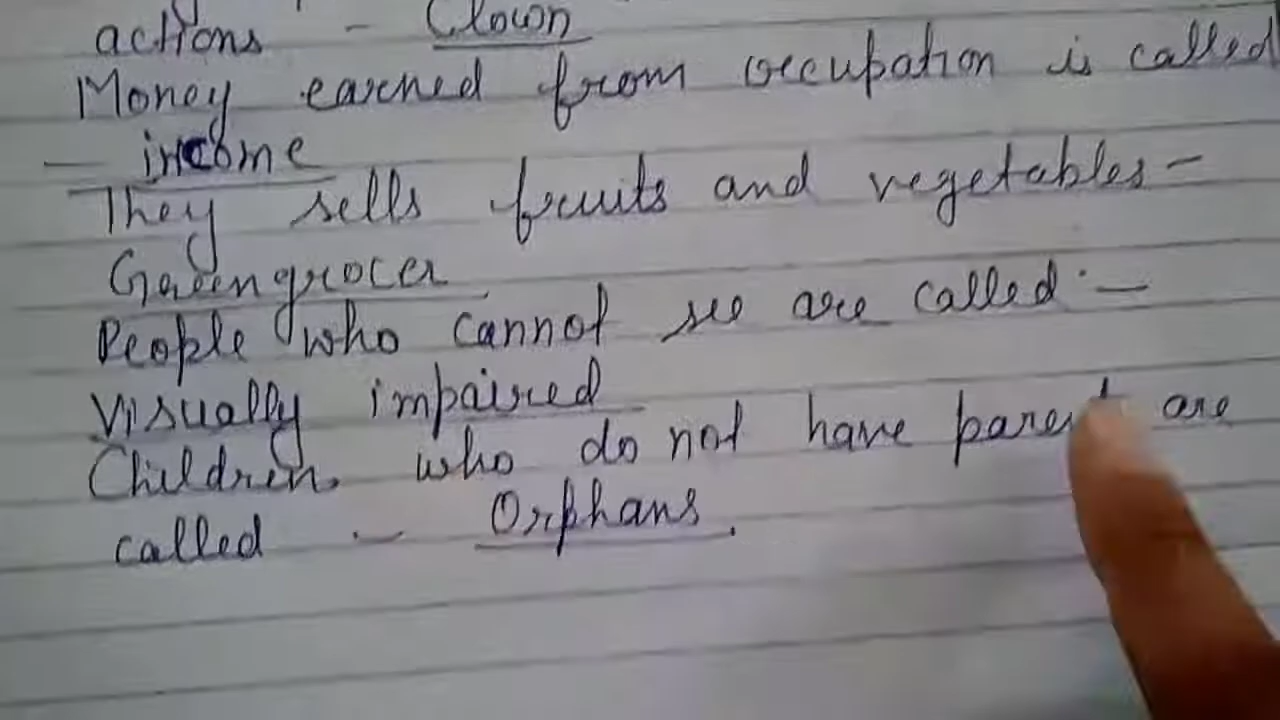 actions - Clown
Money earned from occupation is called
- income
They sells fruits and vegetables -
Greengrocer
People who cannot see are called :-
Visually impaired
Children who do not have parent are
called - Orphans.